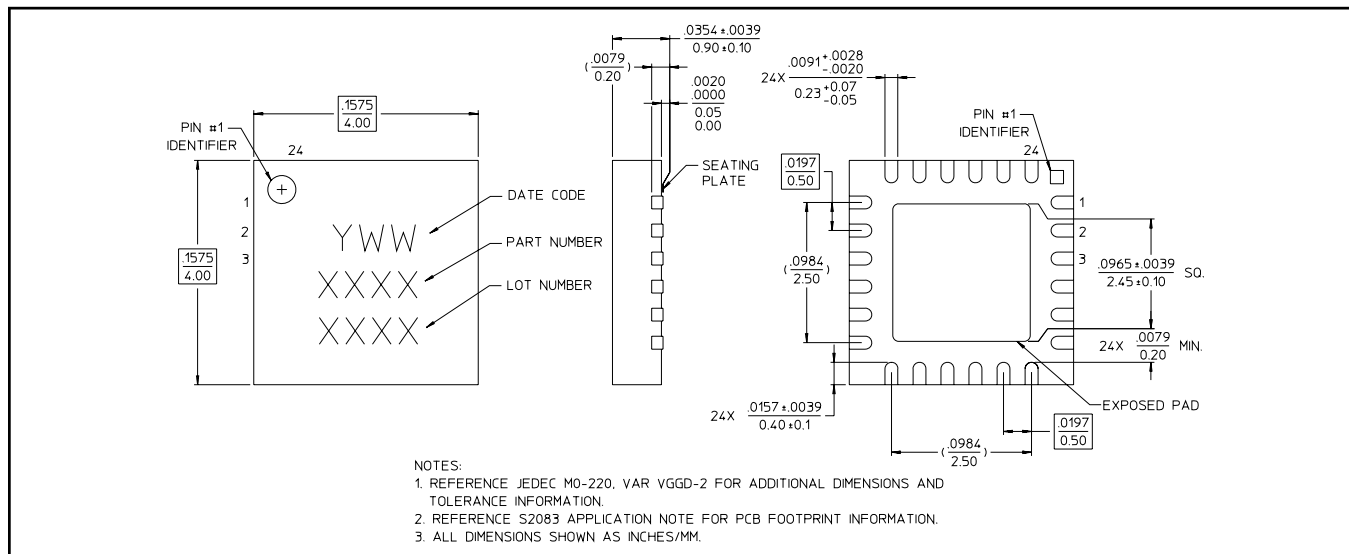 .1575
4.00
PIN #1
IDENTIFIER
24
1
2
3
.1575
4.00
YWW
XXXX
XXXX
DATE CODE
PART NUMBER
LOT NUMBER
.0354±.0039
0.90±0.10
(.0079)
0.20
.0020
.0000
0.05
0.00
SEATING
PLATE
24X .0091 +.0028
-.0020
0.23 +0.07
-0.05
PIN #1
IDENTIFIER
24
.0197
0.50
1
2
3
(.0984)
2.50
.0965±.0039 SQ.
2.45±0.10
24X .0079 MIN.
0.20
EXPOSED PAD
24X .0157±.0039
0.40±0.1
(.0984)
2.50
.0197
0.50
NOTES:
1. REFERENCE JEDEC MO-220, VAR VGGD-2 FOR ADDITIONAL DIMENSIONS AND
TOLERANCE INFORMATION.
2. REFERENCE S2083 APPLICATION NOTE FOR PCB FOOTPRINT INFORMATION.
3. ALL DIMENSIONS SHOWN AS INCHES/MM.